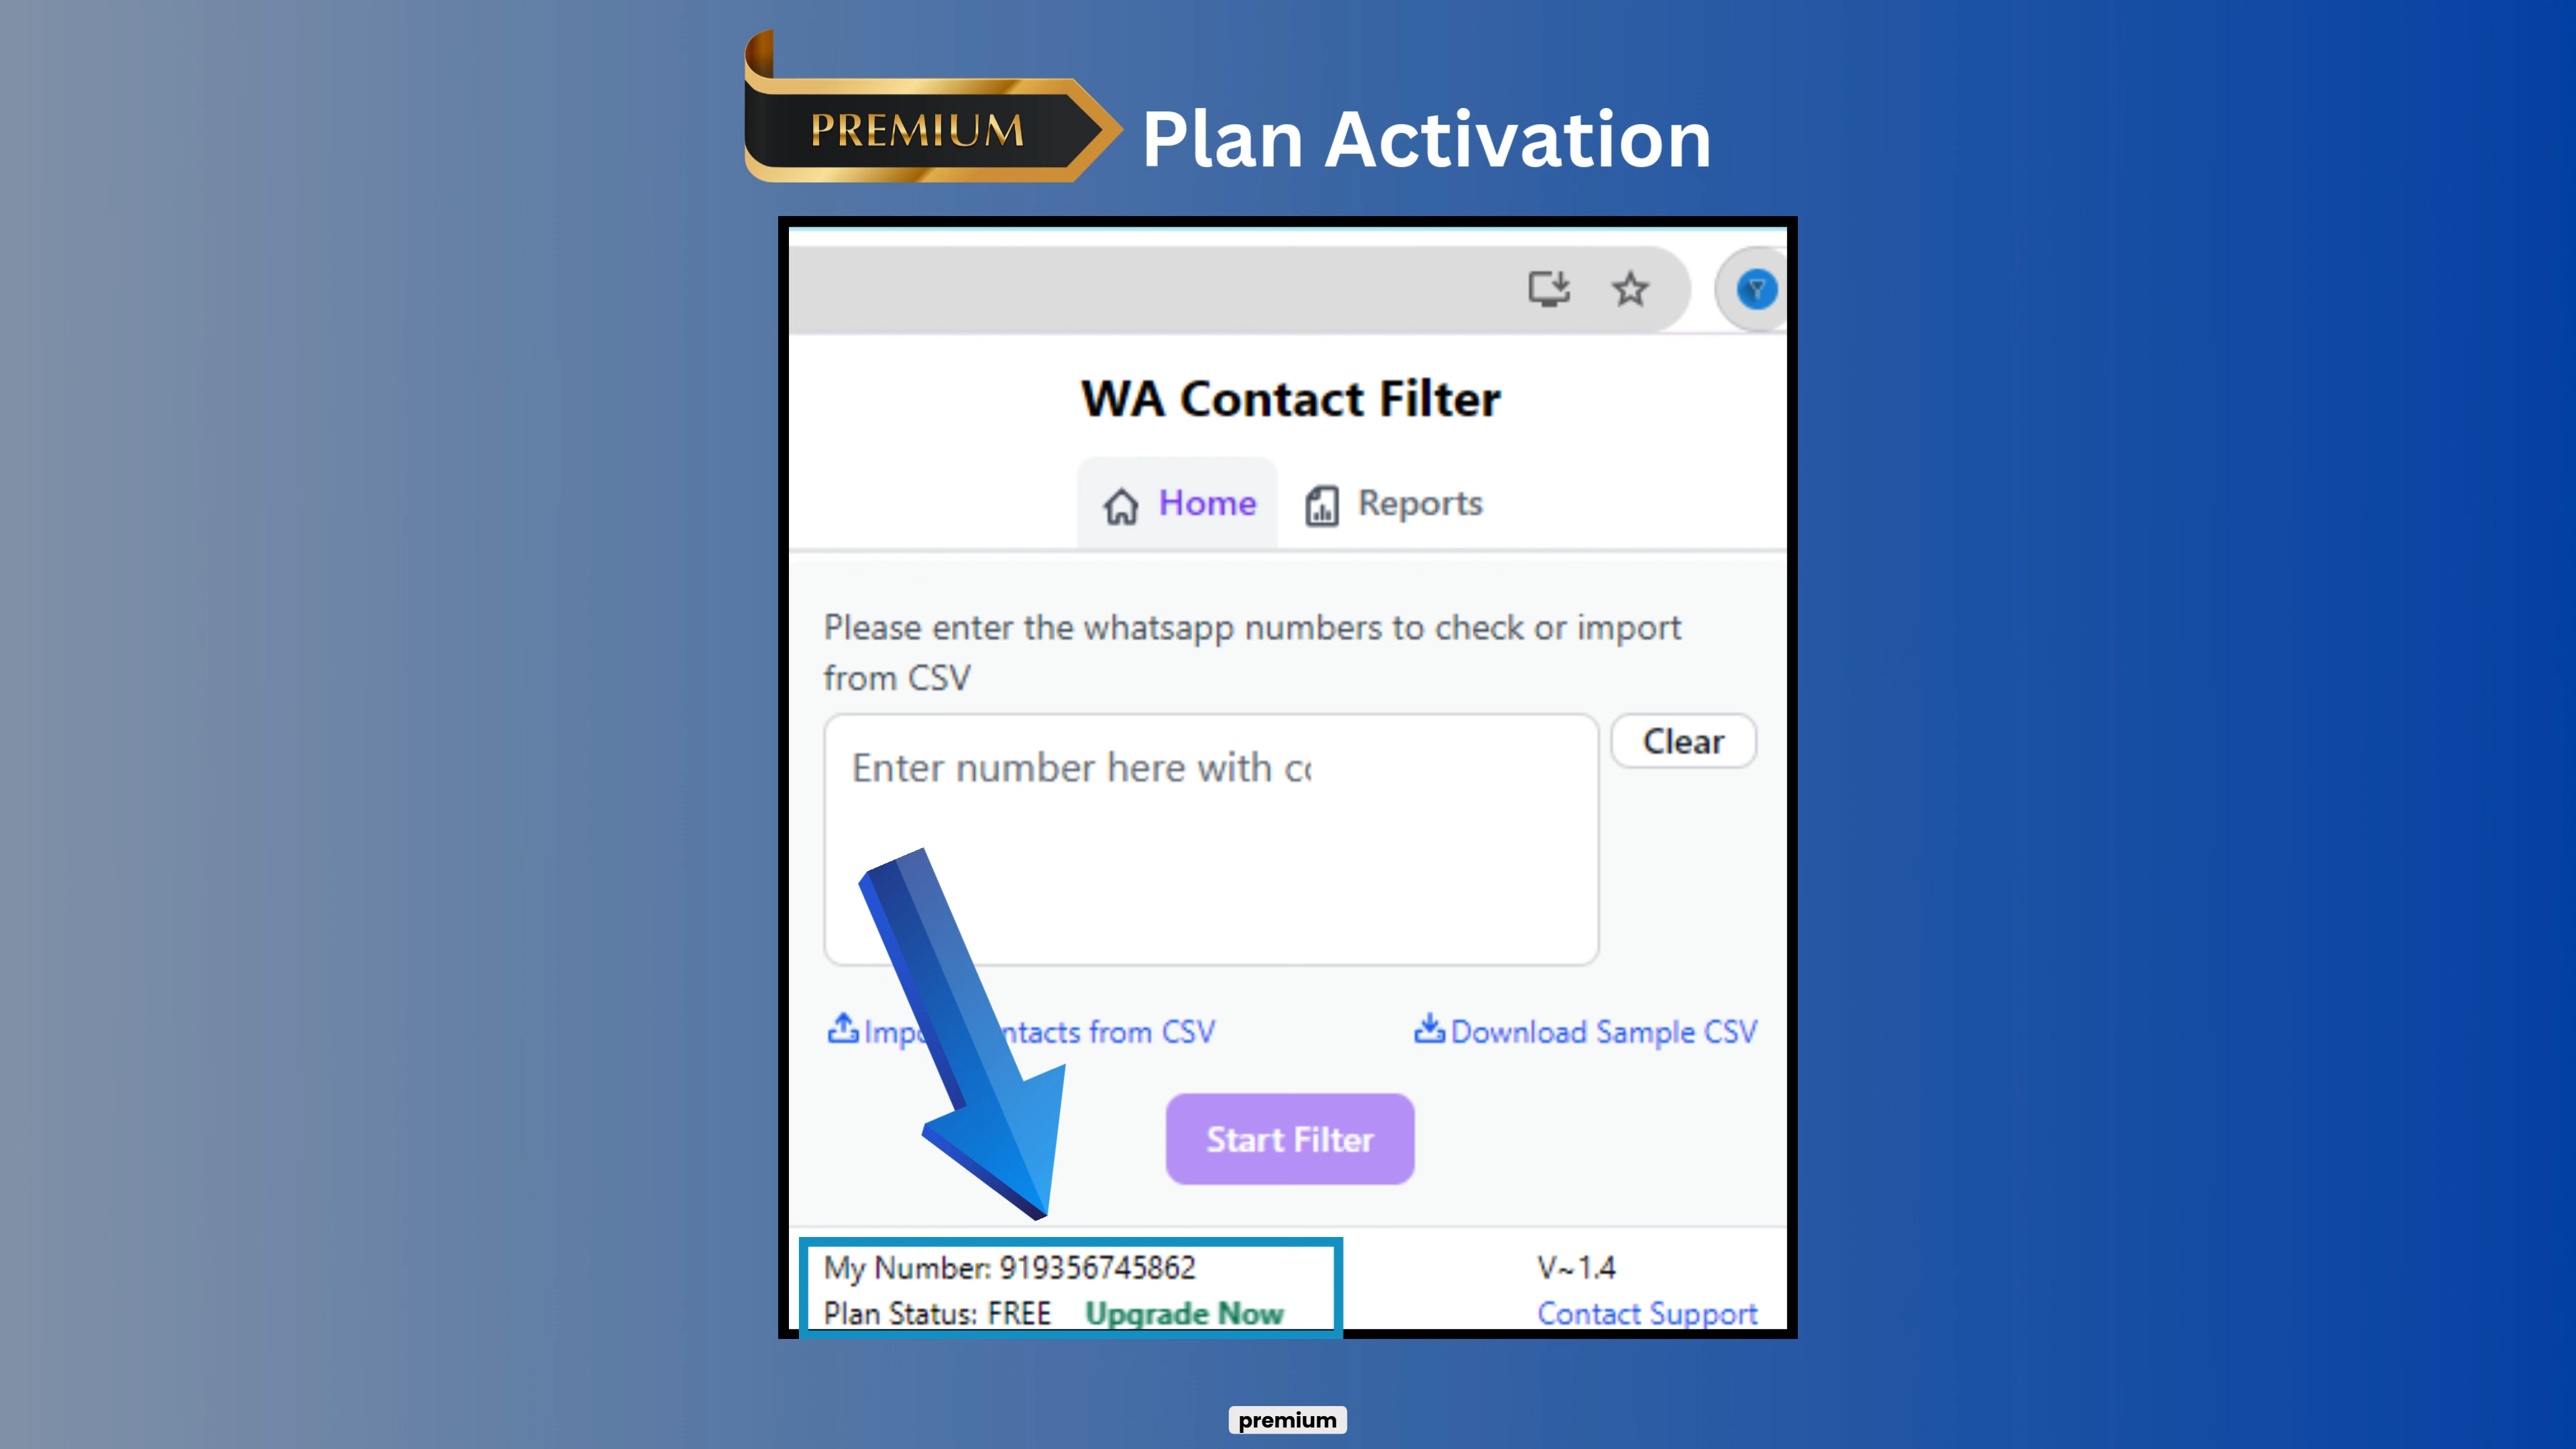 PREMIUM Plan Activation
WA Contact Filter
Home Reports
Please enter the whatsapp numbers to check or import
from CSV
Enter number here with
Clear
from CSV
Download Sample CSV
Start Filter
My Number: 919356745862
V~1.4
Plan Status: FREE Upgrade Now
Contact Support
premium